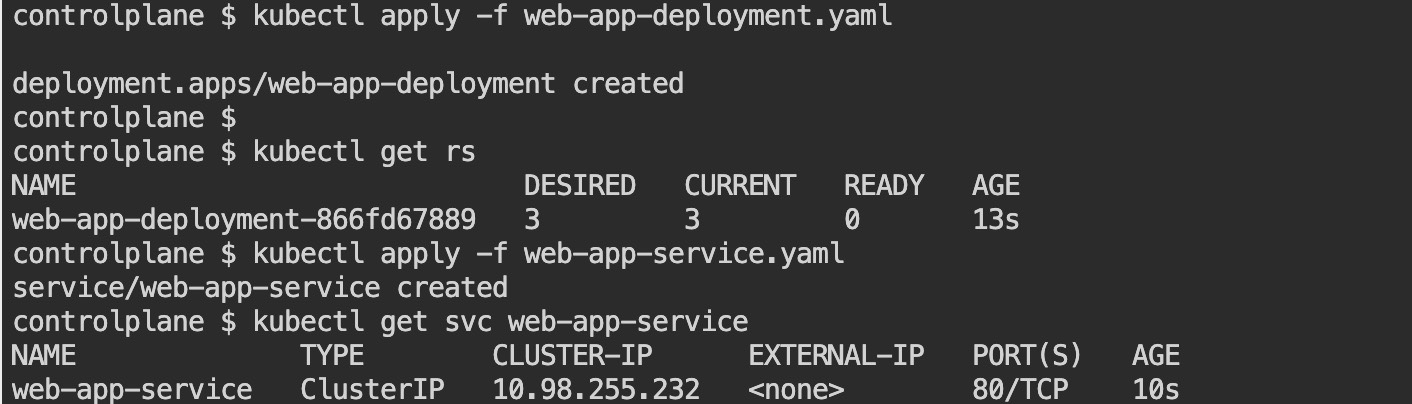 controlplane $ kubectl apply -f web-app-deployment.yaml
deployment.apps/web-app-deployment created
controlplane $
controlplane $ kubectl get rs
NAME                            DESIRED   CURRENT   READY   AGE
web-app-deployment-866fd67889   3         3         0       13s
controlplane $ kubectl apply -f web-app-service.yaml
service/web-app-service created
controlplane $ kubectl get svc web-app-service
NAME              TYPE        CLUSTER-IP      EXTERNAL-IP   PORT(S)   AGE
web-app-service   ClusterIP   10.98.255.232   <none>        80/TCP    10s